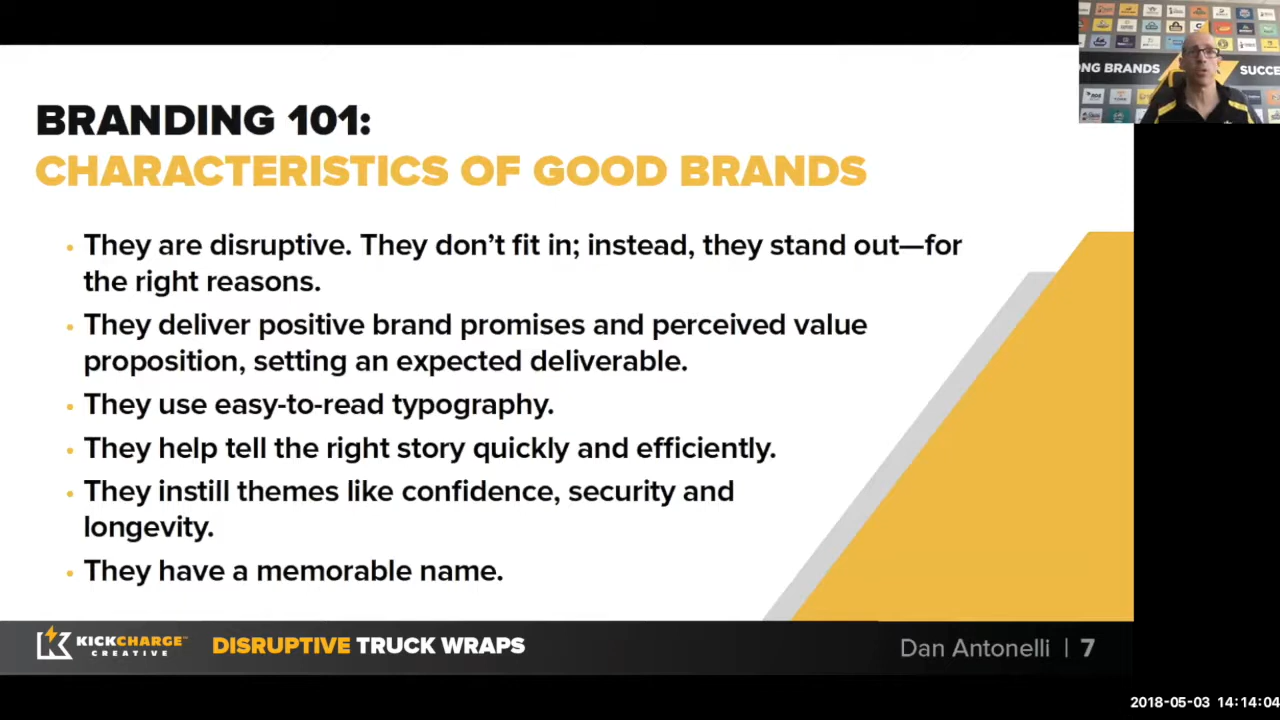 BRANDING 101:
CHARACTERISTICS OF GOOD BRANDS
• They are disruptive. They don’t fit in; instead, they stand out—for
the right reasons.
• They deliver positive brand promises and perceived value
proposition, setting an expected deliverable.
• They use easy-to-read typography.
• They help tell the right story quickly and efficiently.
• They instill themes like confidence, security and
longevity.
• They have a memorable name.
KICKCHARGE™
CREATIVE
DISRUPTIVE TRUCK WRAPS
Dan Antonelli | 7
ONG BRANDS
SUCCE
2018-05-03 14:14:04